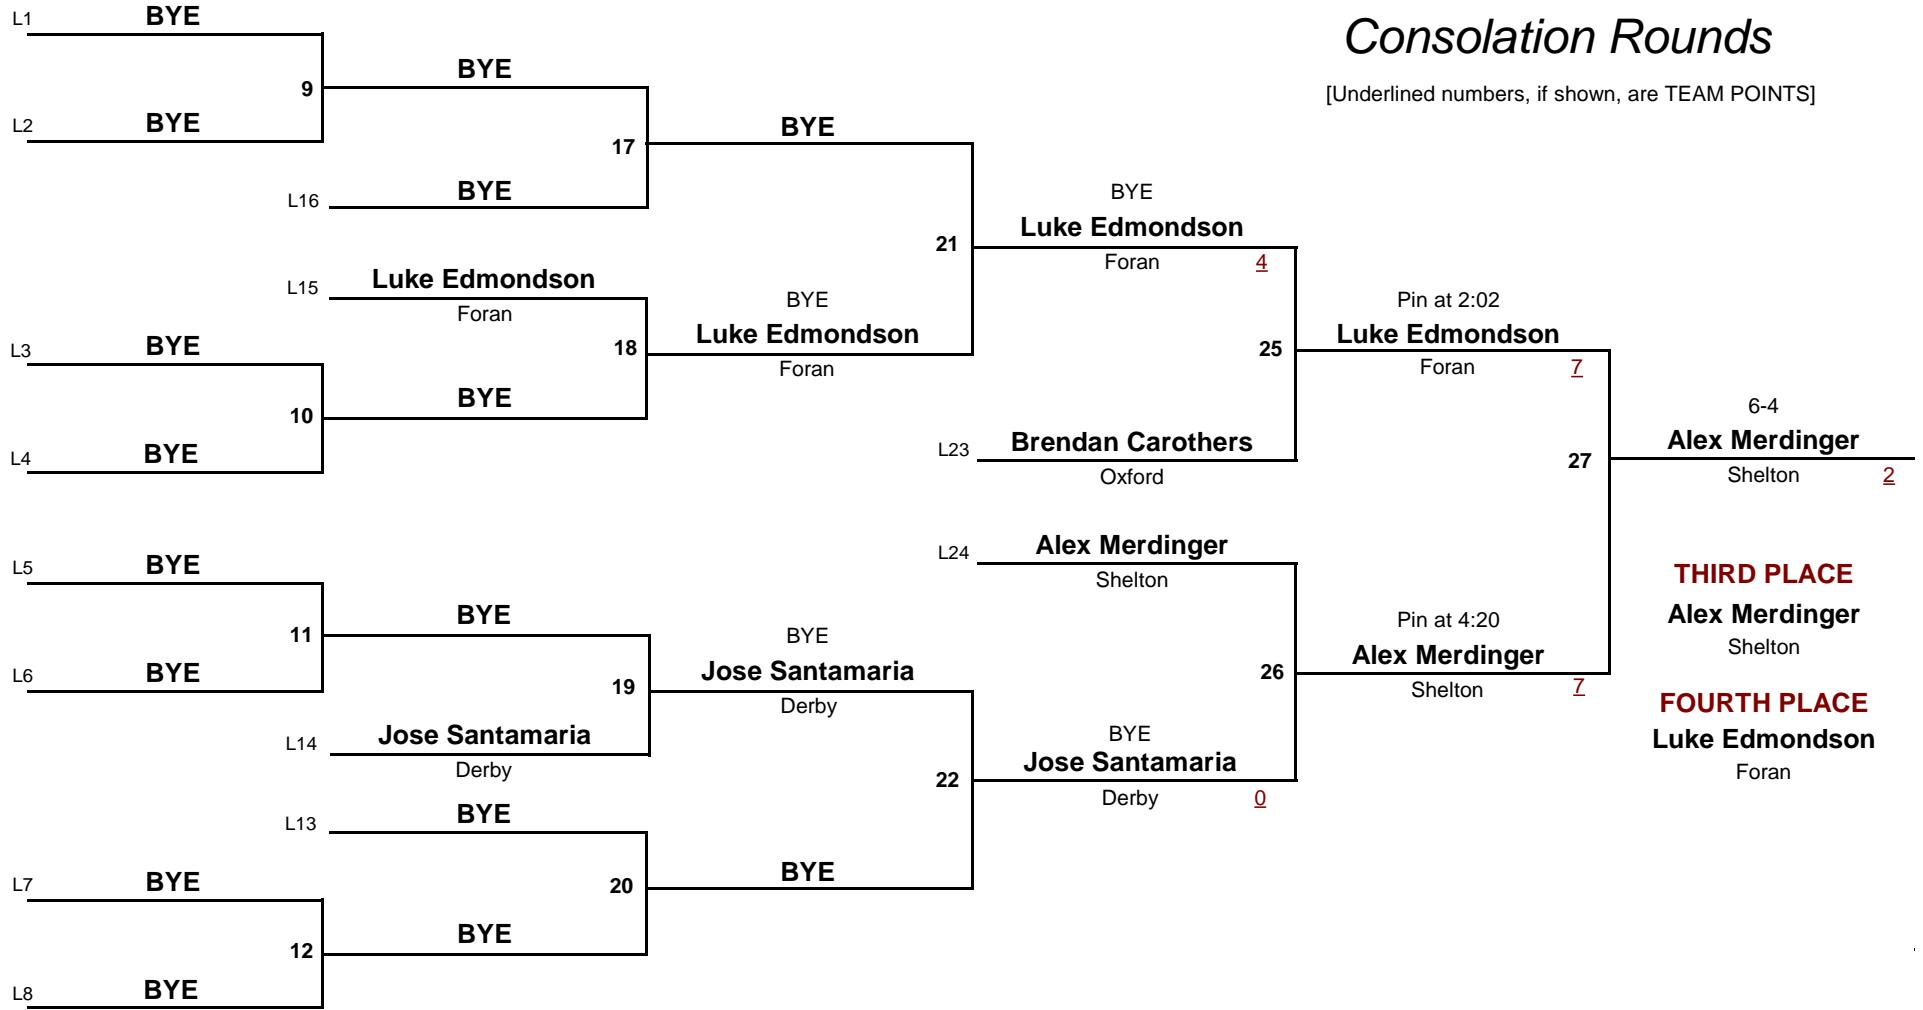 Consolation Rounds
[Underlined numbers, if shown, are TEAM POINTS]
L1 BYE
9
L2 BYE
BYE
17
L16 BYE
L15 Luke Edmondson
Foran
18
L3 BYE
10
L4 BYE
BYE
BYE
21
BYE
Luke Edmondson
Foran
BYE
Luke Edmondson
Foran 4
25
L23 Brendan Carothers
Oxford
Pin at 2:02
Luke Edmondson
Foran 7
27
6-4
Alex Merdinger
Shelton 2
L5 BYE
11
L6 BYE
BYE
19
L14 Jose Santamaria
Derby
L13 BYE
20
L7 BYE
12
L8 BYE
BYE
BYE
Jose Santamaria
Derby
22
BYE
L24 Alex Merdinger
Shelton
26
BYE
Jose Santamaria
Derby 0
Pin at 4:20
Alex Merdinger
Shelton 7
THIRD PLACE
Alex Merdinger
Shelton
FOURTH PLACE
Luke Edmondson
Foran